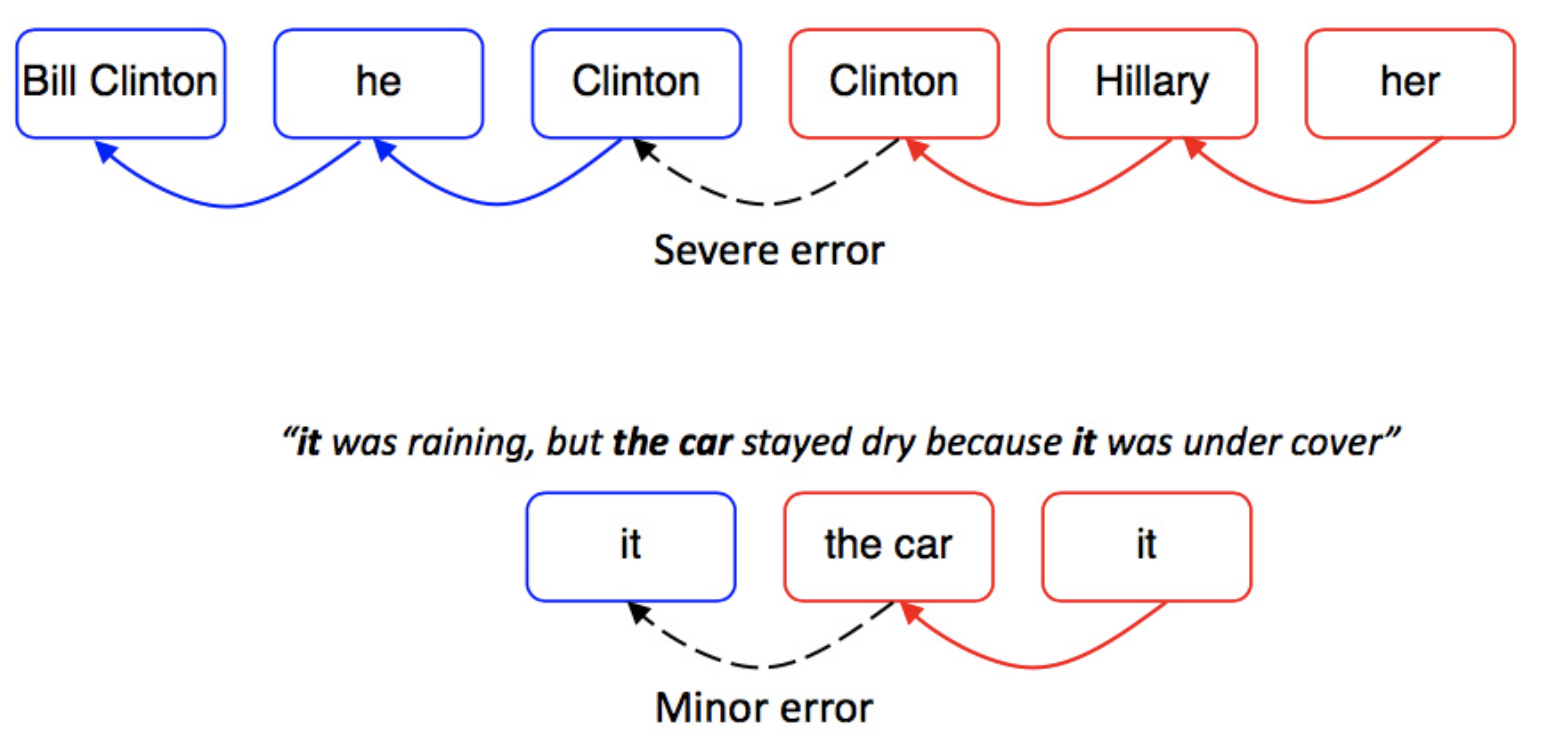 Bill Clinton he Clinton Clinton Hillary her
Severe error
“it was raining, but the car stayed dry because it was under cover”
it the car it
Minor error